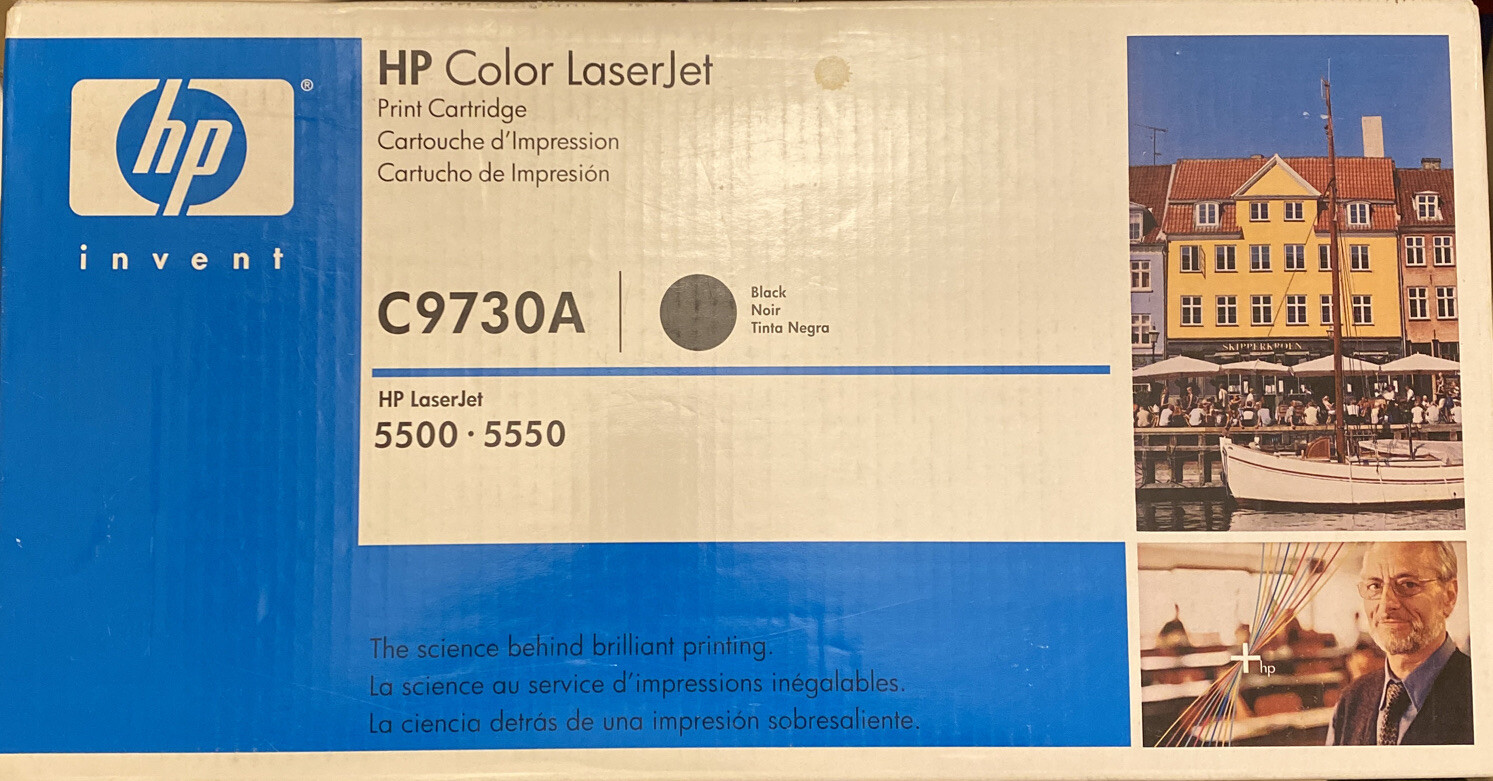 hp
®
invent
HP Color LaserJet
Print Cartridge
Cartouche d'Impression
Cartucho de Impresión
C9730A
Black
Noir
Tinta Negra
HP LaserJet
5500 · 5550
The science behind brilliant printing.
La science au service d'impressions inégalables.
La ciencia detrás de una impresión sobresaliente.
SKIPPERKROEN
+hp